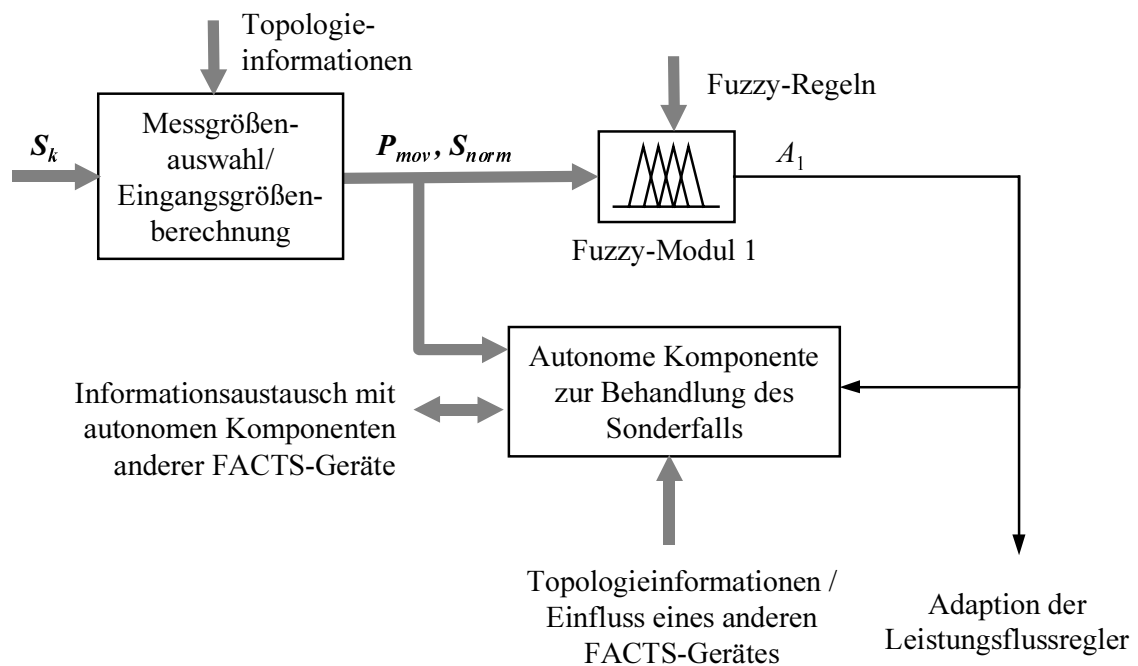 Topologie-
informationen
Messgrößen-
auswahl/
Eingangsgrößen-
berechnung
S_k
P_mov, S_norm
Fuzzy-Regeln
A_1
Fuzzy-Modul 1
Autonome Komponente
zur Behandlung des
Sonderfalls
Informationsaustausch mit
autonomen Komponenten
anderer FACTS-Geräte
Topologieinformationen /
Einfluss eines anderen
FACTS-Gerätes
Adaption der
Leistungsflussregler